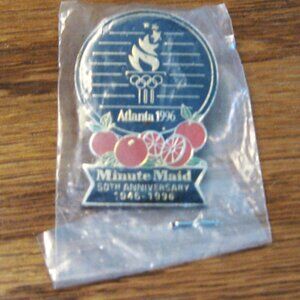 Atlanta 1996
Minute Maid
50TH ANNIVERSARY
1946-1996